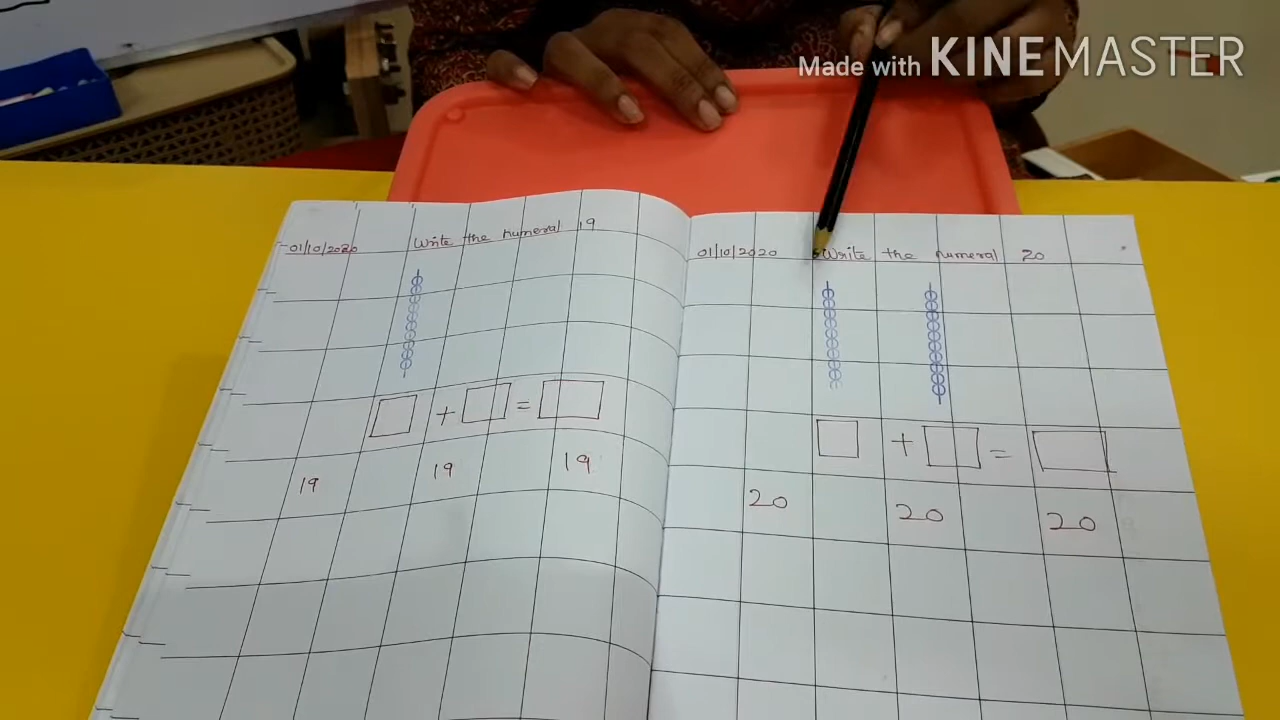 Made with KINEMASTER
01/10/2020 Write the numeral 19
+ =
19 19 19
01/10/2020 Write the numeral 20
+ =
20 20 20